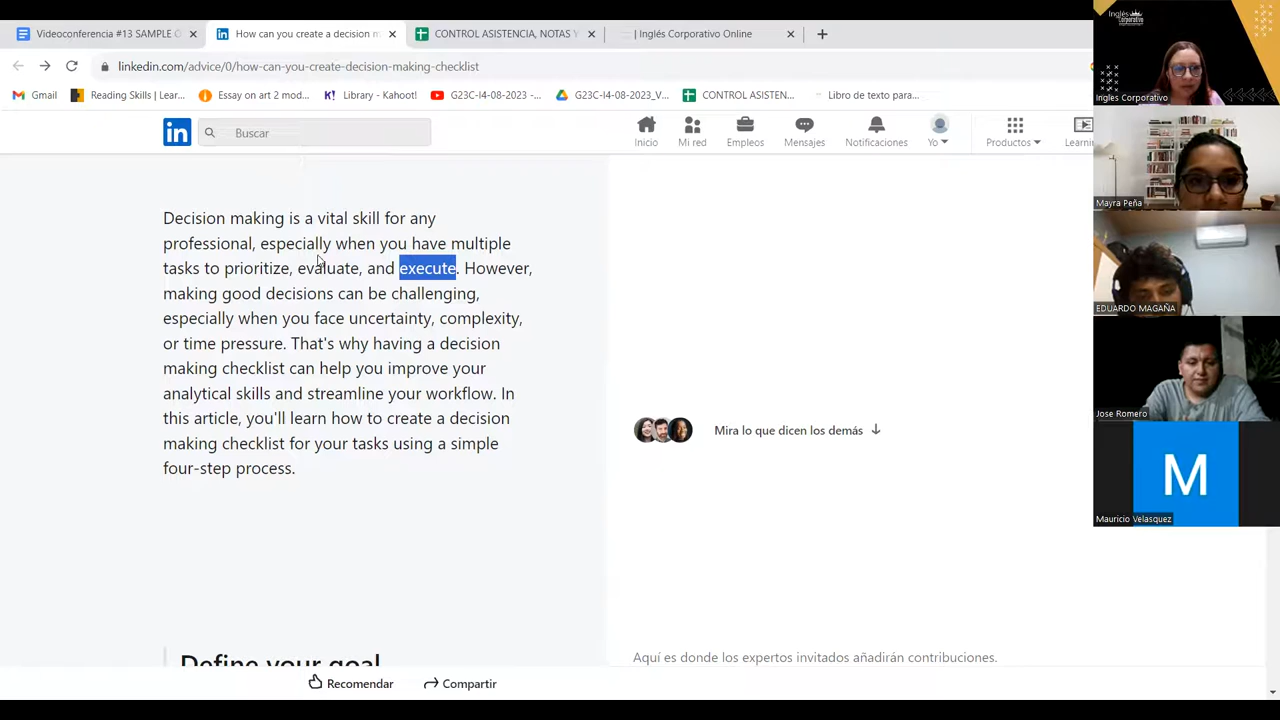 Videoconferencia #13 SAMPLE O
How can you create a decision m
CONTROL ASISTENCIA, NOTAS Y
| Inglés Corporativo Online
linkedin.com/advice/0/how-can-you-create-decision-making-checklist
Gmail
Reading Skills | Lear...
Essay on art 2 mod...
Library - Kahoot!
G23C-I4-08-2023 -...
G23C-I4-08-2023_V...
CONTROL ASISTEN...
Libro de texto para...
in
Buscar
Inicio
Mi red
Empleos
Mensajes
Notificaciones
Yo
Productos
Learnin
Decision making is a vital skill for any
professional, especially when you have multiple
tasks to prioritize, evaluate, and execute. However,
making good decisions can be challenging,
especially when you face uncertainty, complexity,
or time pressure. That's why having a decision
making checklist can help you improve your
analytical skills and streamline your workflow. In
this article, you'll learn how to create a decision
making checklist for your tasks using a simple
four-step process.
Mira lo que dicen los demás
Define your goal
Aquí es donde los expertos invitados añadirán contribuciones.
Recomendar
Compartir
Inglés
Corporativo
Ingles Corporativo
Mayra Peña
EDUARDO MAGAÑA
Jose Romero
M
Mauricio Velasquez